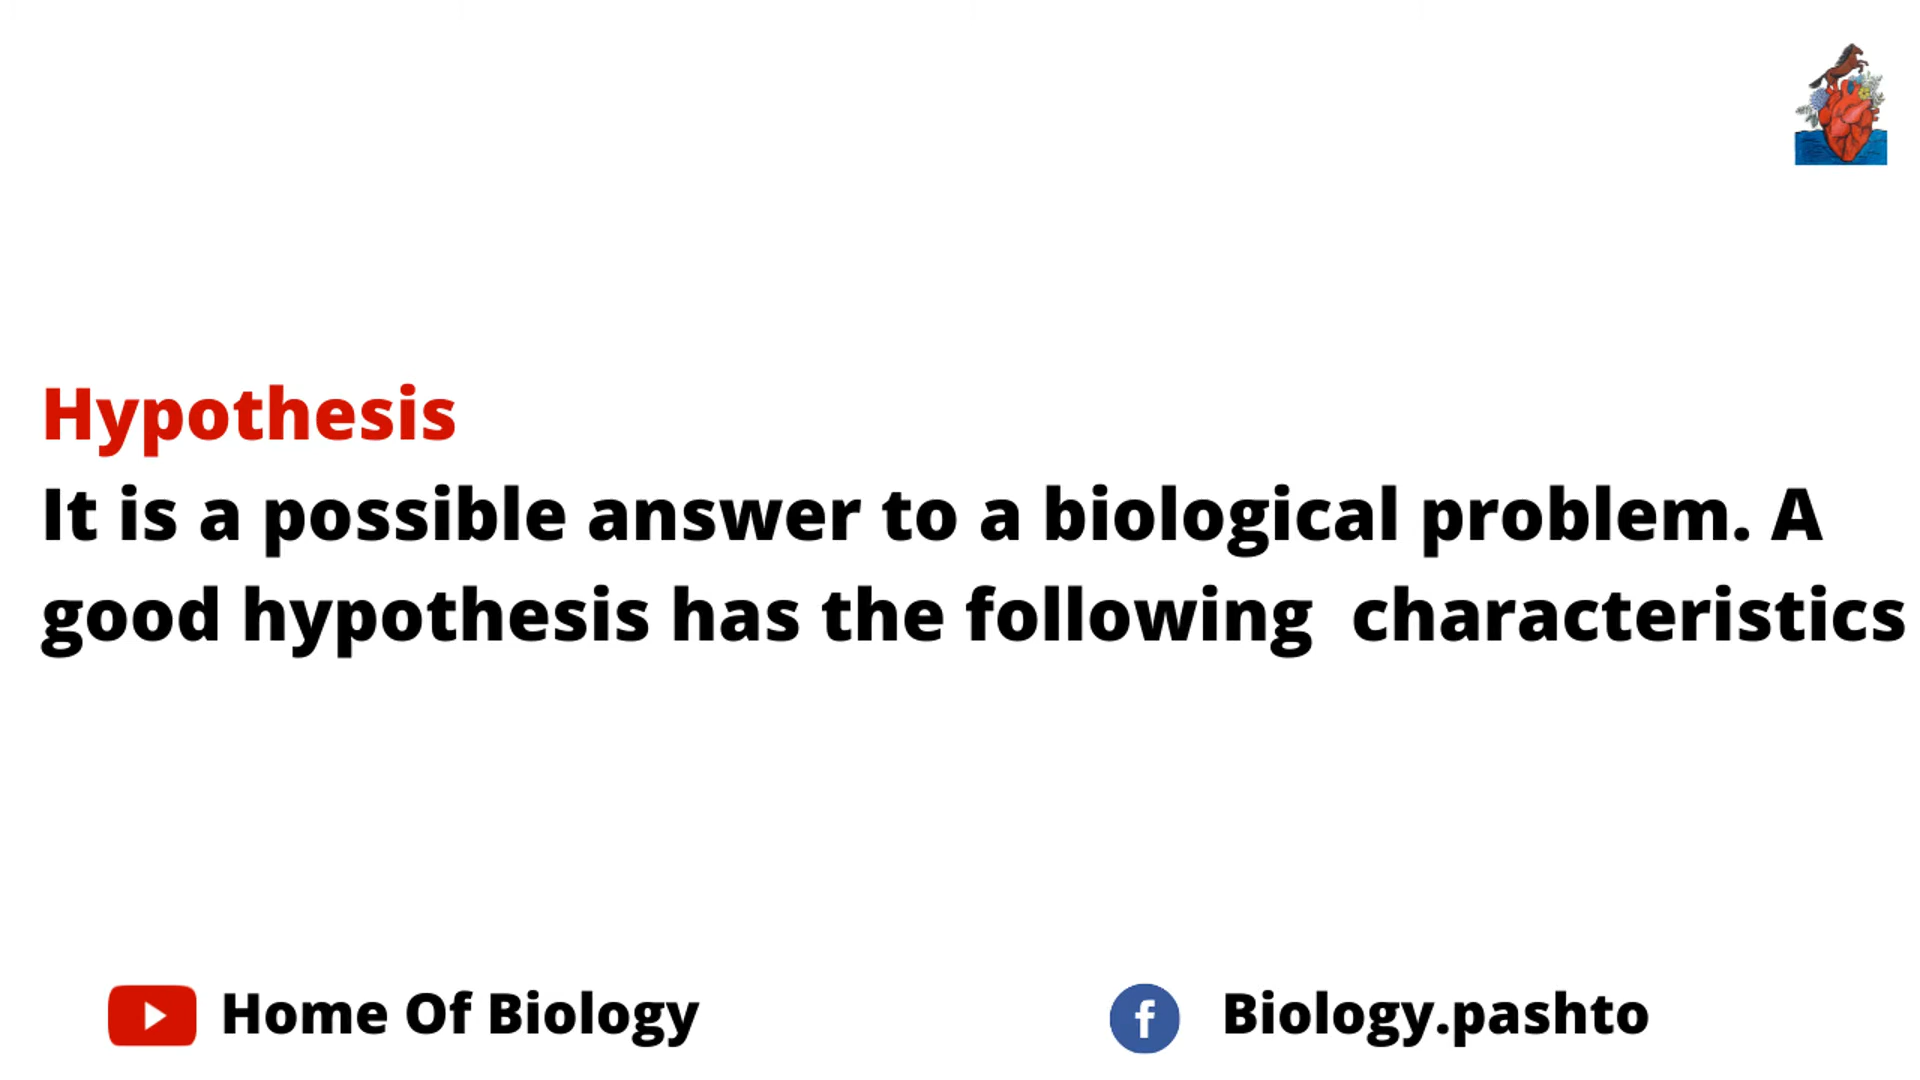 Hypothesis
It is a possible answer to a biological problem. A
good hypothesis has the following  characteristics
Home Of Biology
Biology.pashto